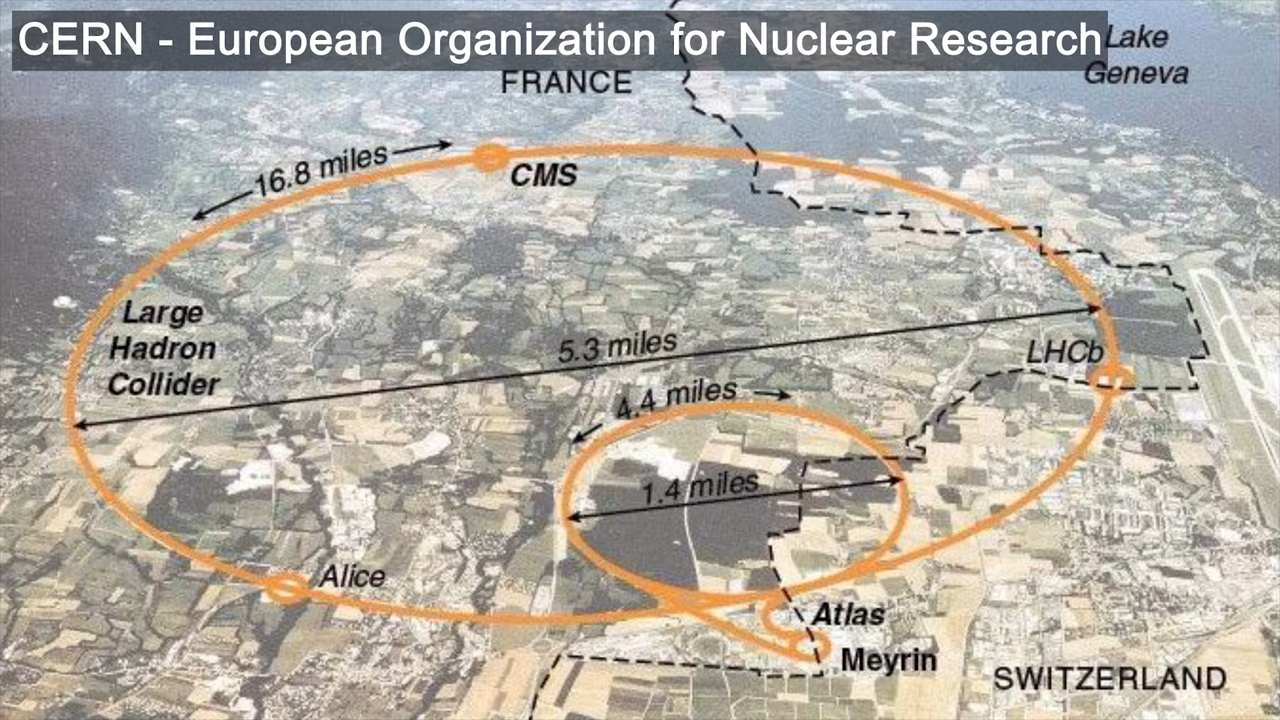 CERN - European Organization for Nuclear Research
Lake
Geneva
FRANCE
16.8 miles
CMS
Large
Hadron
Collider
5.3 miles
LHCb
4.4 miles
1.4 miles
Alice
Atlas
Meyrin
SWITZERLAND